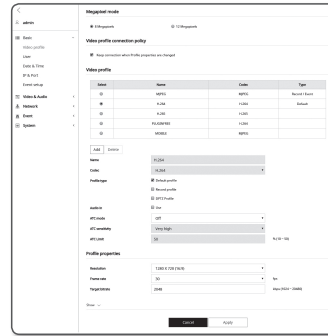 Megapixel mode
8 Megapixels 12 Megapixels
admin
Video profile connection policy
Basic
Keep connection when Profile properties are changed
Video profile
User
Video profile
Date & Time
IP & Port
Select Name Codec Type
Event setup
MJPEG MJPEG Record / Event
Video & Audio
H.264 H.264 Default
Network
H.265 H.265
Event
PLUGINFREE H.264
System
MOBILE MJPEG
Add Delete
Name H.264
Codec H.264
Profile type Default profile
Record profile
DPTZ Profile
Audio-in Use
ATC mode Off
ATC sensitivity Very high
ATC Limit 50 % (10 ~ 50)
Profile properties
Resolution 1280 X 720 (16:9)
Frame rate 30 fps
Target bitrate 2048 kbps (1024 ~ 20480)
Show
Cancel Apply